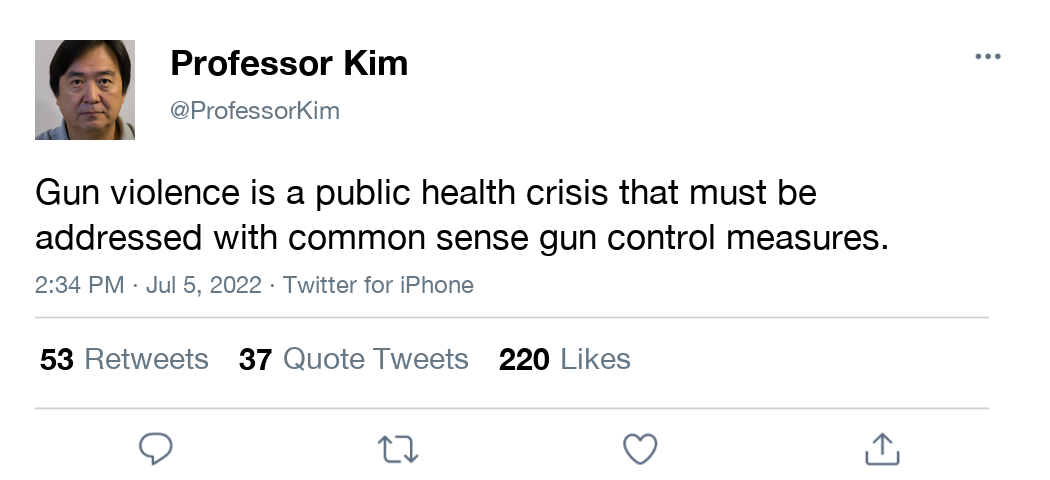 Professor Kim
@ProfessorKim
Gun violence is a public health crisis that must be
addressed with common sense gun control measures.
2:34 PM · Jul 5, 2022 · Twitter for iPhone
53 Retweets 37 Quote Tweets 220 Likes